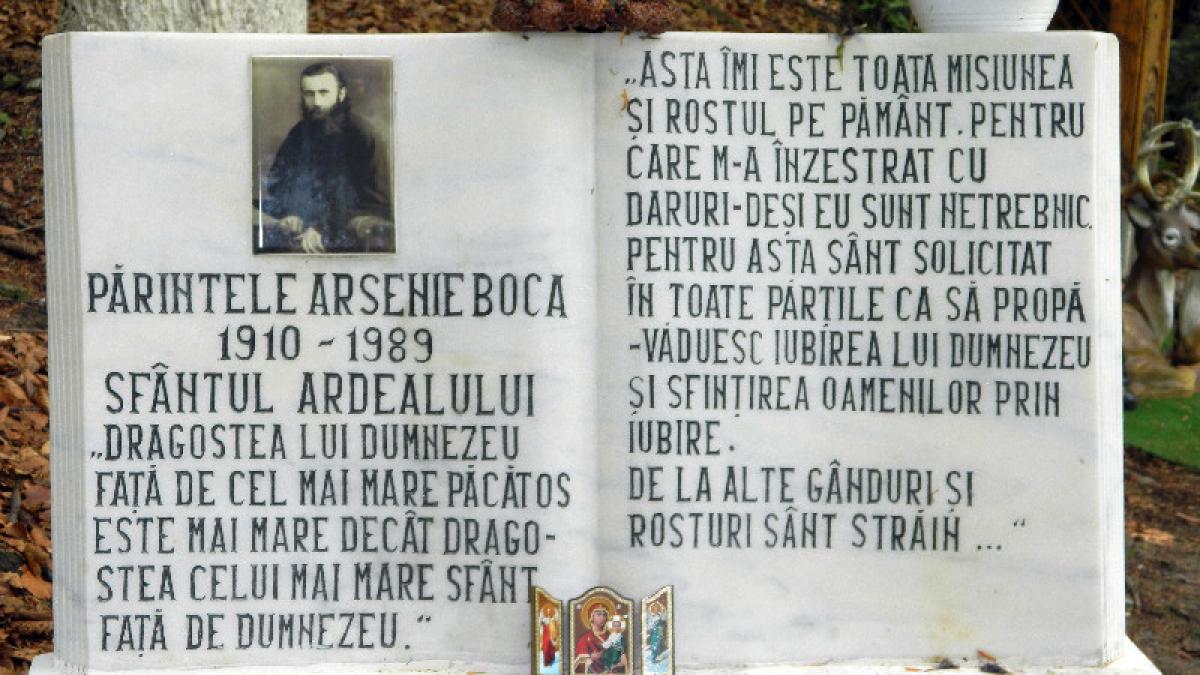 PĂRINTELE ARSENIE BOCA
1910 ~ 1989
SFÂNTUL ARDEALULUI
„DRAGOSTEA LUI DUMNEZEU
FAȚĂ DE CEL MAI MARE PĂCĂTOS
ESTE MAI MARE DECÂT DRAGO-
STEA CELUI MAI MARE SFÂNT
FAȚĂ DE DUMNEZEU.“
„ASTA ÎMI ESTE TOATA MISIUNEA
ȘI ROSTUL PE PĂMÂNT. PENTRU
CARE M-A ÎNZESTRAT CU
DARURI-DEȘI EU SUNT NETREBNIC.
PENTRU ASTA SÂNT SOLICITAT
ÎN TOATE PĂRȚILE CA SĂ PROPĂ
-VĂDUESC IUBIREA LUI DUMNEZEU
ȘI SFINȚIREA OAMENILOR PRIN
IUBIRE.
DE LA ALTE GÂNDURI ȘI
ROSTURI SÂNT STRĂIN ...“